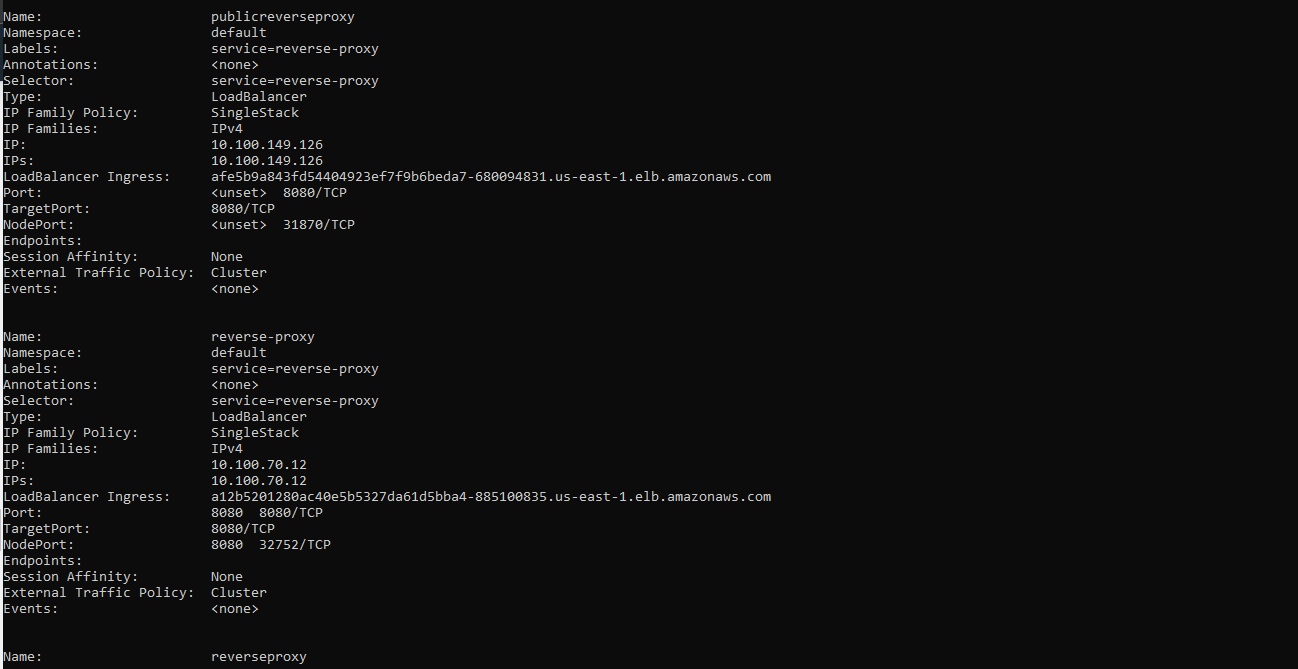 Name:                     publicreverseproxy
Namespace:                default
Labels:                   service=reverse-proxy
Annotations:              <none>
Selector:                 service=reverse-proxy
Type:                     LoadBalancer
IP Family Policy:         SingleStack
IP Families:              IPv4
IP:                       10.100.149.126
IPs:                      10.100.149.126
LoadBalancer Ingress:     afe5b9a843fd54404923ef7f9b6beda7-680094831.us-east-1.elb.amazonaws.com
Port:                     <unset>  8080/TCP
TargetPort:               8080/TCP
NodePort:                 <unset>  31870/TCP
Endpoints:
Session Affinity:         None
External Traffic Policy:  Cluster
Events:                   <none>
Name:                     reverse-proxy
Namespace:                default
Labels:                   service=reverse-proxy
Annotations:              <none>
Selector:                 service=reverse-proxy
Type:                     LoadBalancer
IP Family Policy:         SingleStack
IP Families:              IPv4
IP:                       10.100.70.12
IPs:                      10.100.70.12
LoadBalancer Ingress:     a12b5201280ac40e5b5327da61d5bba4-885100835.us-east-1.elb.amazonaws.com
Port:                     8080  8080/TCP
TargetPort:               8080/TCP
NodePort:                 8080  32752/TCP
Endpoints:
Session Affinity:         None
External Traffic Policy:  Cluster
Events:                   <none>
Name:                     reverseproxy